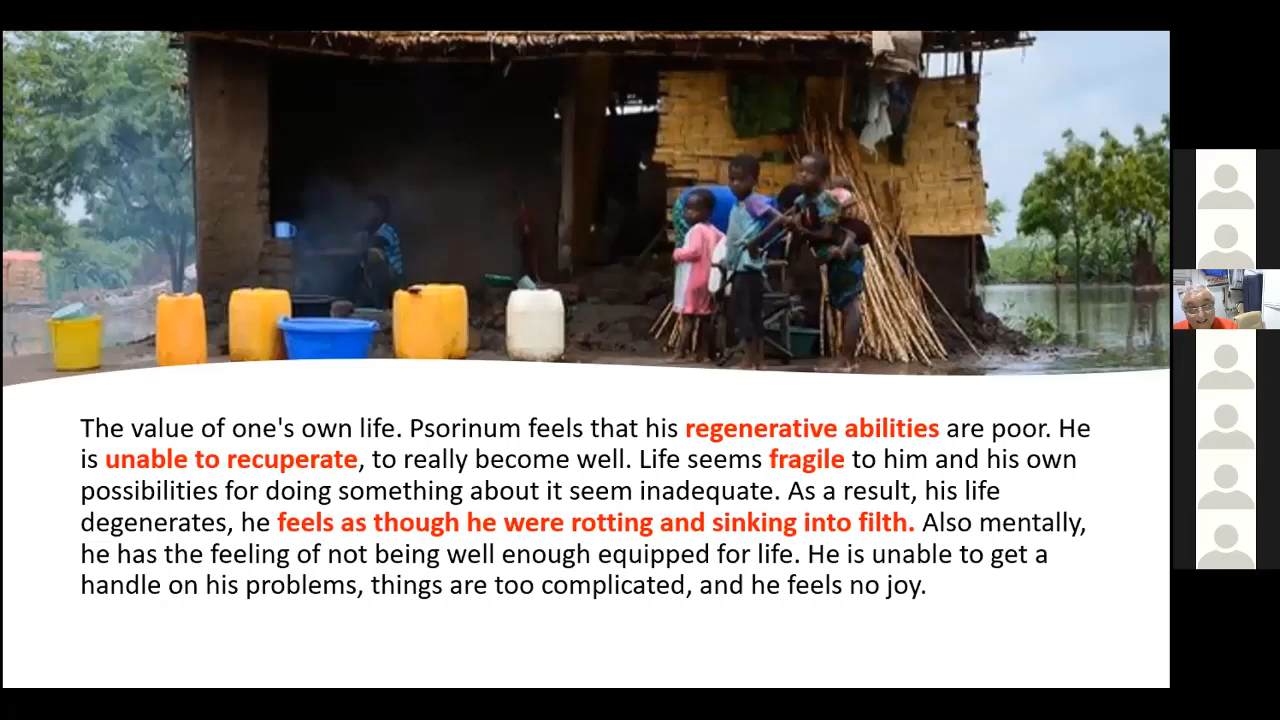 The value of one's own life. Psorinum feels that his regenerative abilities are poor. He
is unable to recuperate, to really become well. Life seems fragile to him and his own
possibilities for doing something about it seem inadequate. As a result, his life
degenerates, he feels as though he were rotting and sinking into filth. Also mentally,
he has the feeling of not being well enough equipped for life. He is unable to get a
handle on his problems, things are too complicated, and he feels no joy.